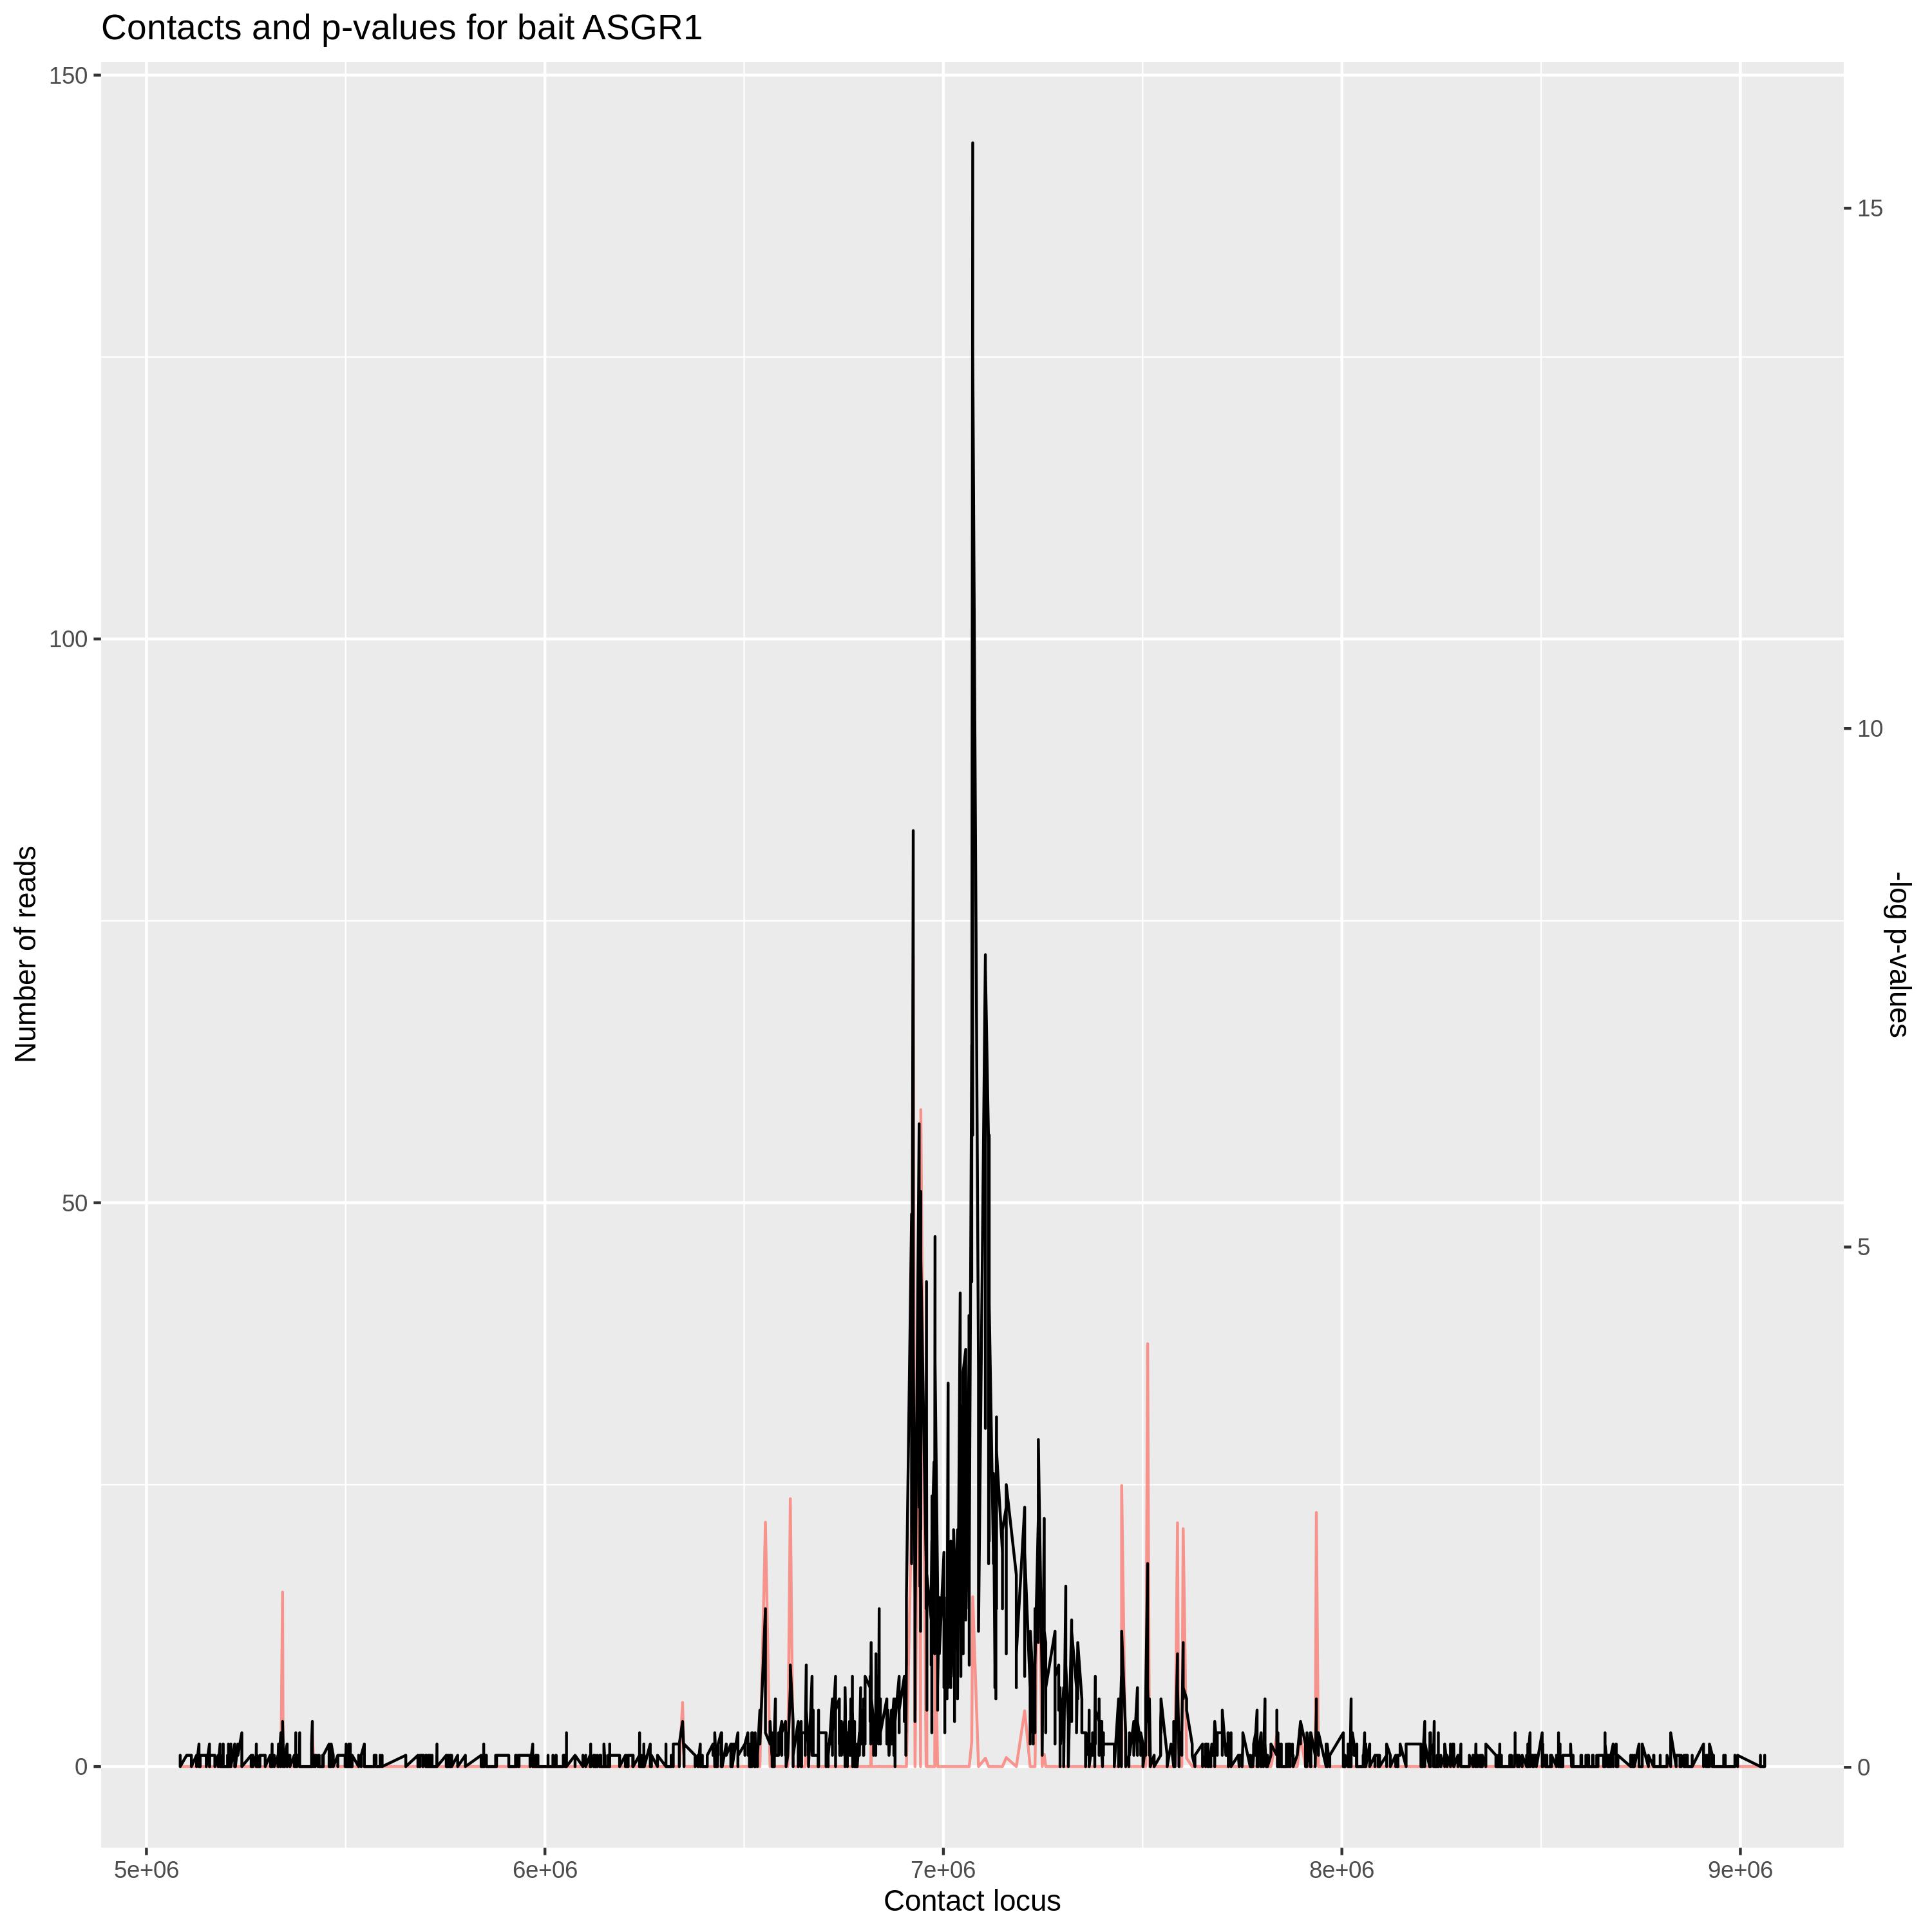 Contacts and p-values for bait ASGR1
150
100
50
0
Number of reads
15
10
5
0
-log p-values
5e+06
6e+06
7e+06
8e+06
9e+06
Contact locus